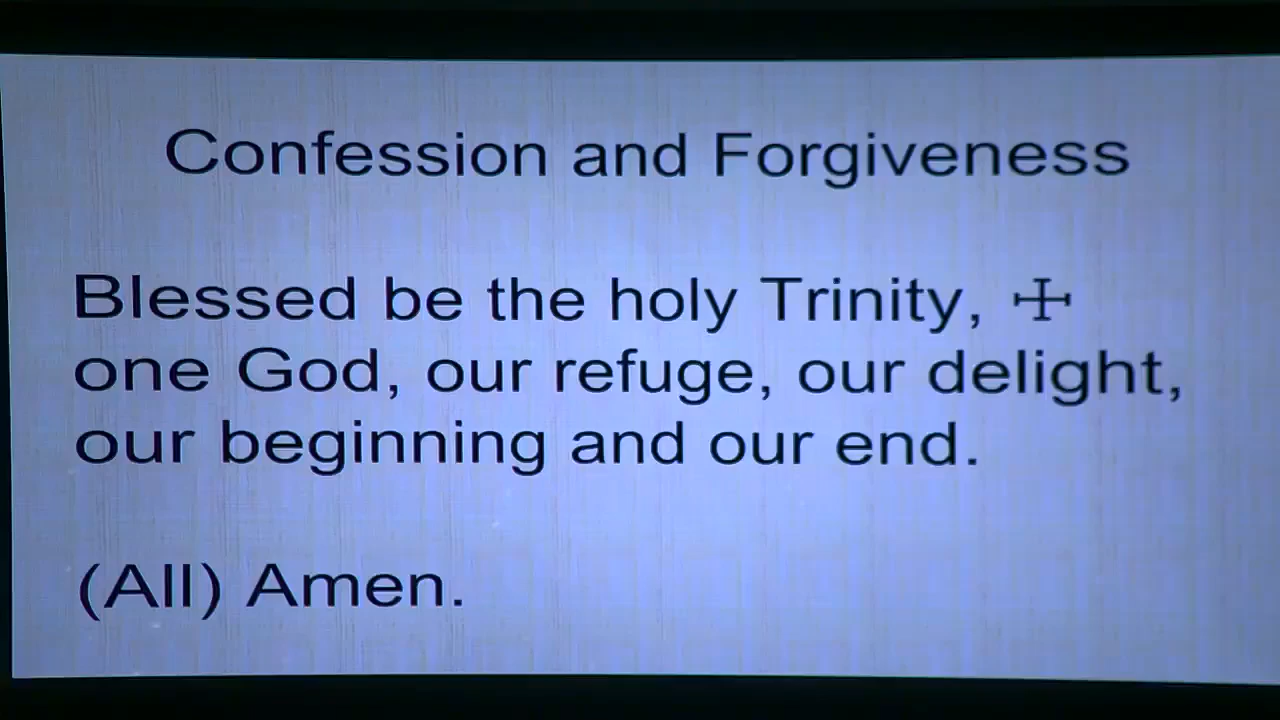 Confession and Forgiveness
Blessed be the holy Trinity, ☩
one God, our refuge, our delight,
our beginning and our end.
(All) Amen.